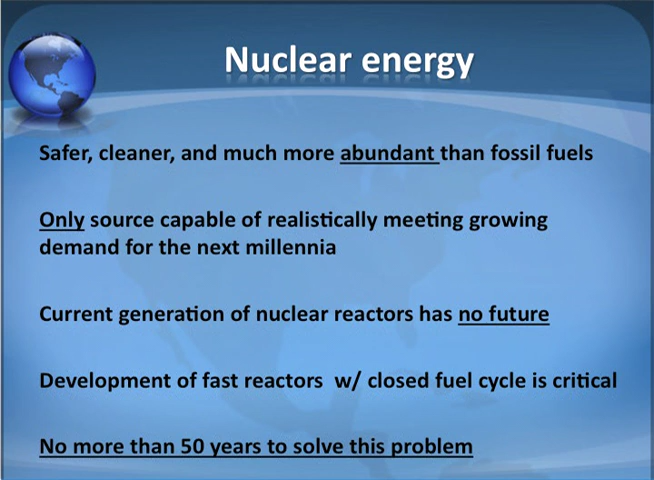 Nuclear energy
Safer, cleaner, and much more abundant than fossil fuels
Only source capable of realistically meeting growing
demand for the next millennia
Current generation of nuclear reactors has no future
Development of fast reactors  w/ closed fuel cycle is critical
No more than 50 years to solve this problem